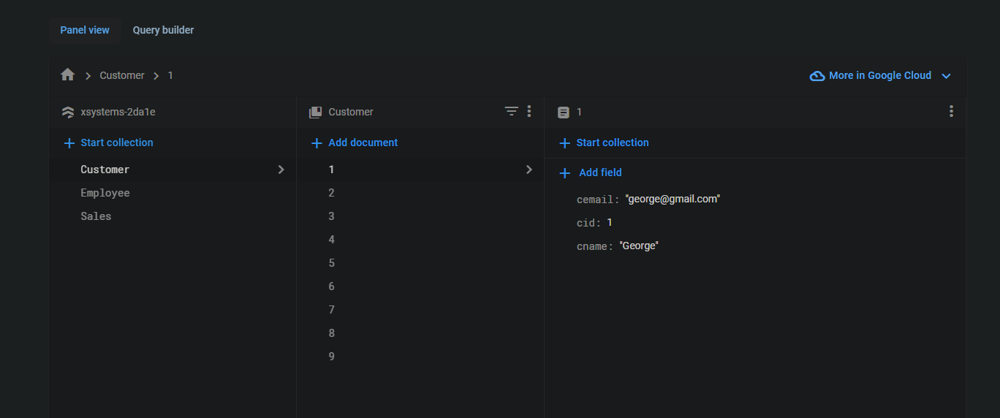 Panel view Query builder
Customer 1 More in Google Cloud
xsystems-2da1e Customer 1
Start collection Add document Start collection
Customer 1 Add field
Employee 2 cemail: "george@gmail.com"
Sales 3 cid: 1
4 cname: "George"
5
6
7
8
9